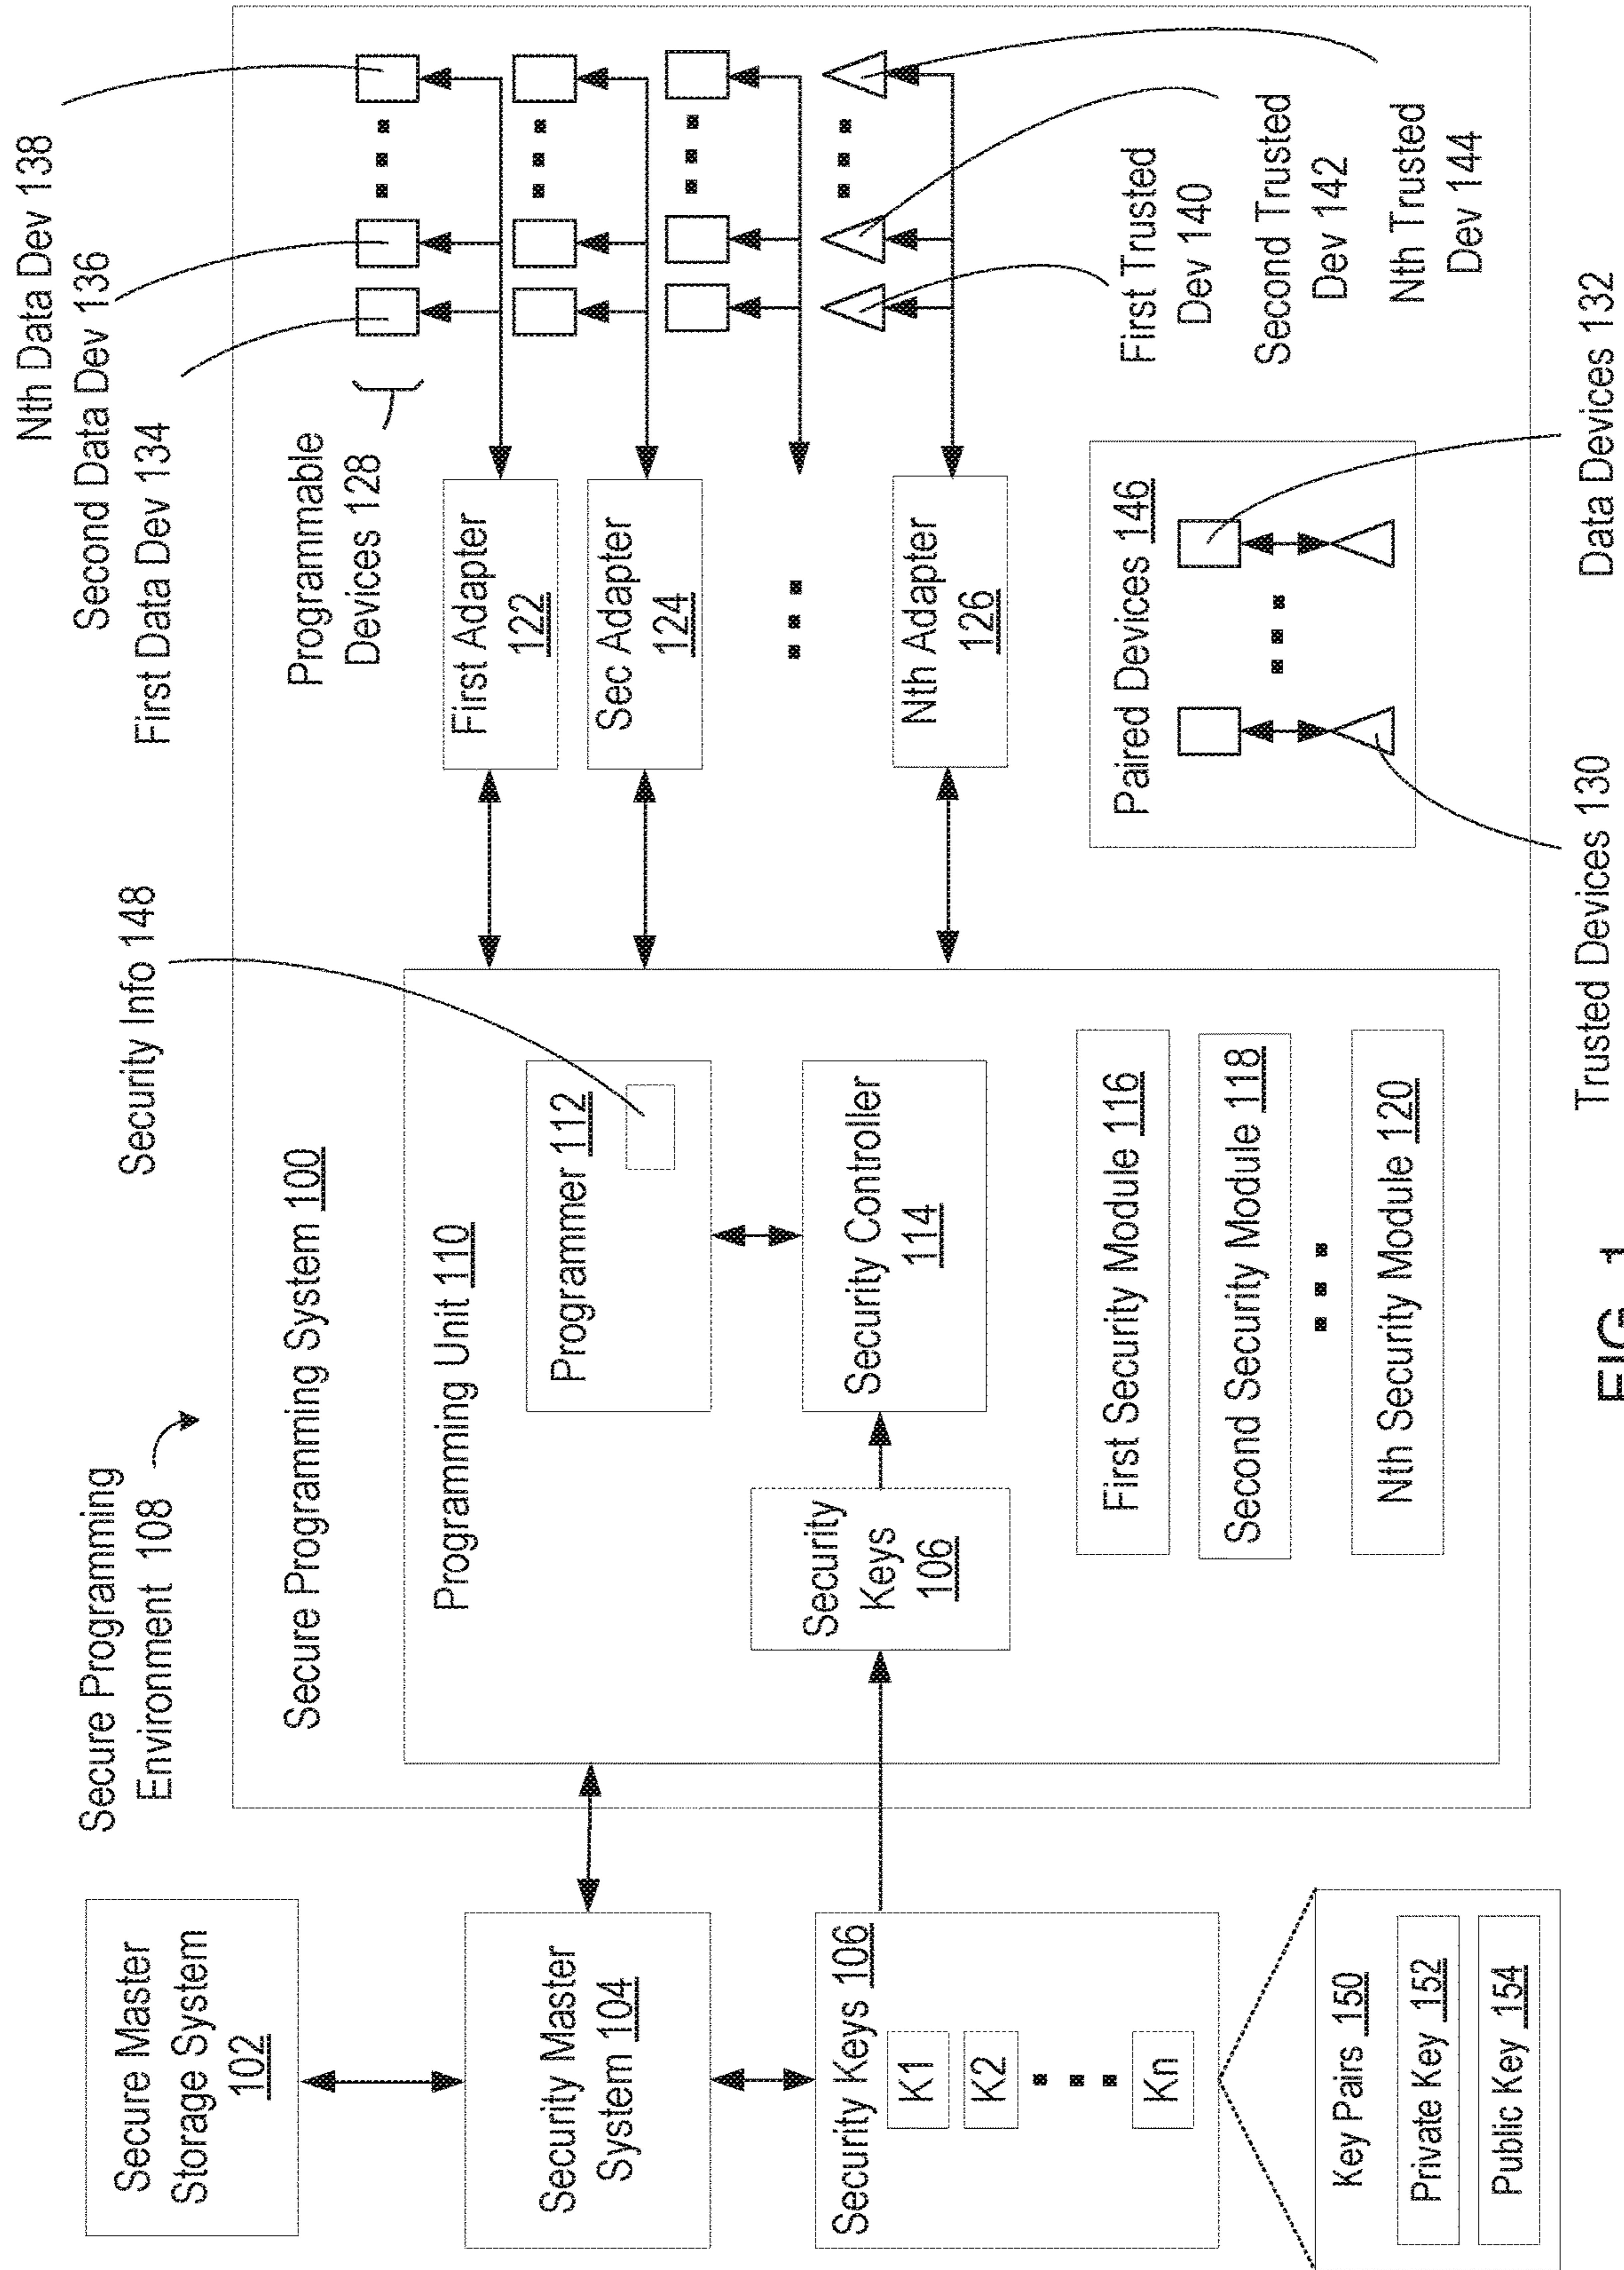 Secure Programming
Environment 108
Secure Master
Storage System
102
Security Master
System 104
Security Keys 106
K1
K2
Kn
Key Pairs 150
Private Key 152
Public Key 154
Secure Programming System 100
Programming Unit 110
Programmer 112
Security Info 148
Security Controller
114
Security
Keys
106
First Security Module 116
Second Security Module 118
Nth Security Module 120
Nth Data Dev 138
Second Data Dev 136
First Data Dev 134
Programmable
Devices 128
First Adapter
122
Sec Adapter
124
Nth Adapter
126
Paired Devices 146
First Trusted
Dev 140
Second Trusted
Dev 142
Nth Trusted
Dev 144
Trusted Devices 130
Data Devices 132
FIG. 1